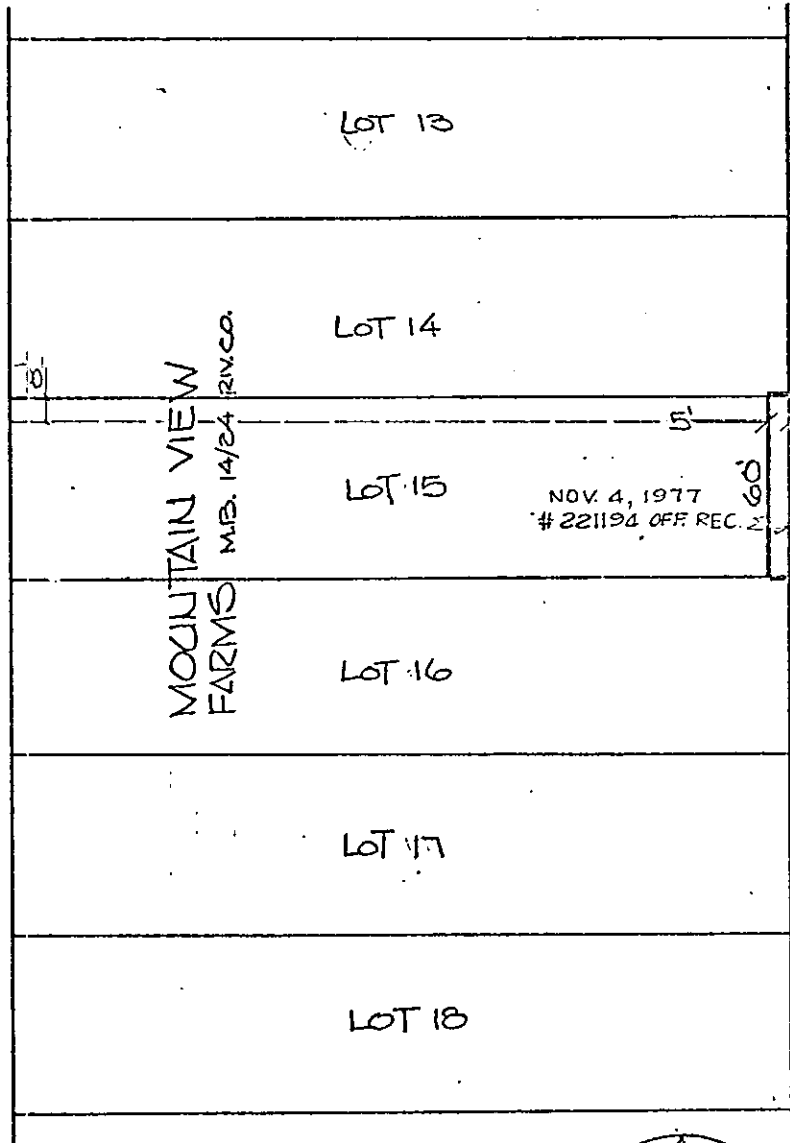 LOT 13
LOT 14
MOUNTAIN VIEW
FARMS M.B. 14/24 RIV. CO.
8'
5'
LOT 15
NOV. 4, 1977
# 221194 OFF. REC.
60'
LOT 16
LOT 17
LOT 18